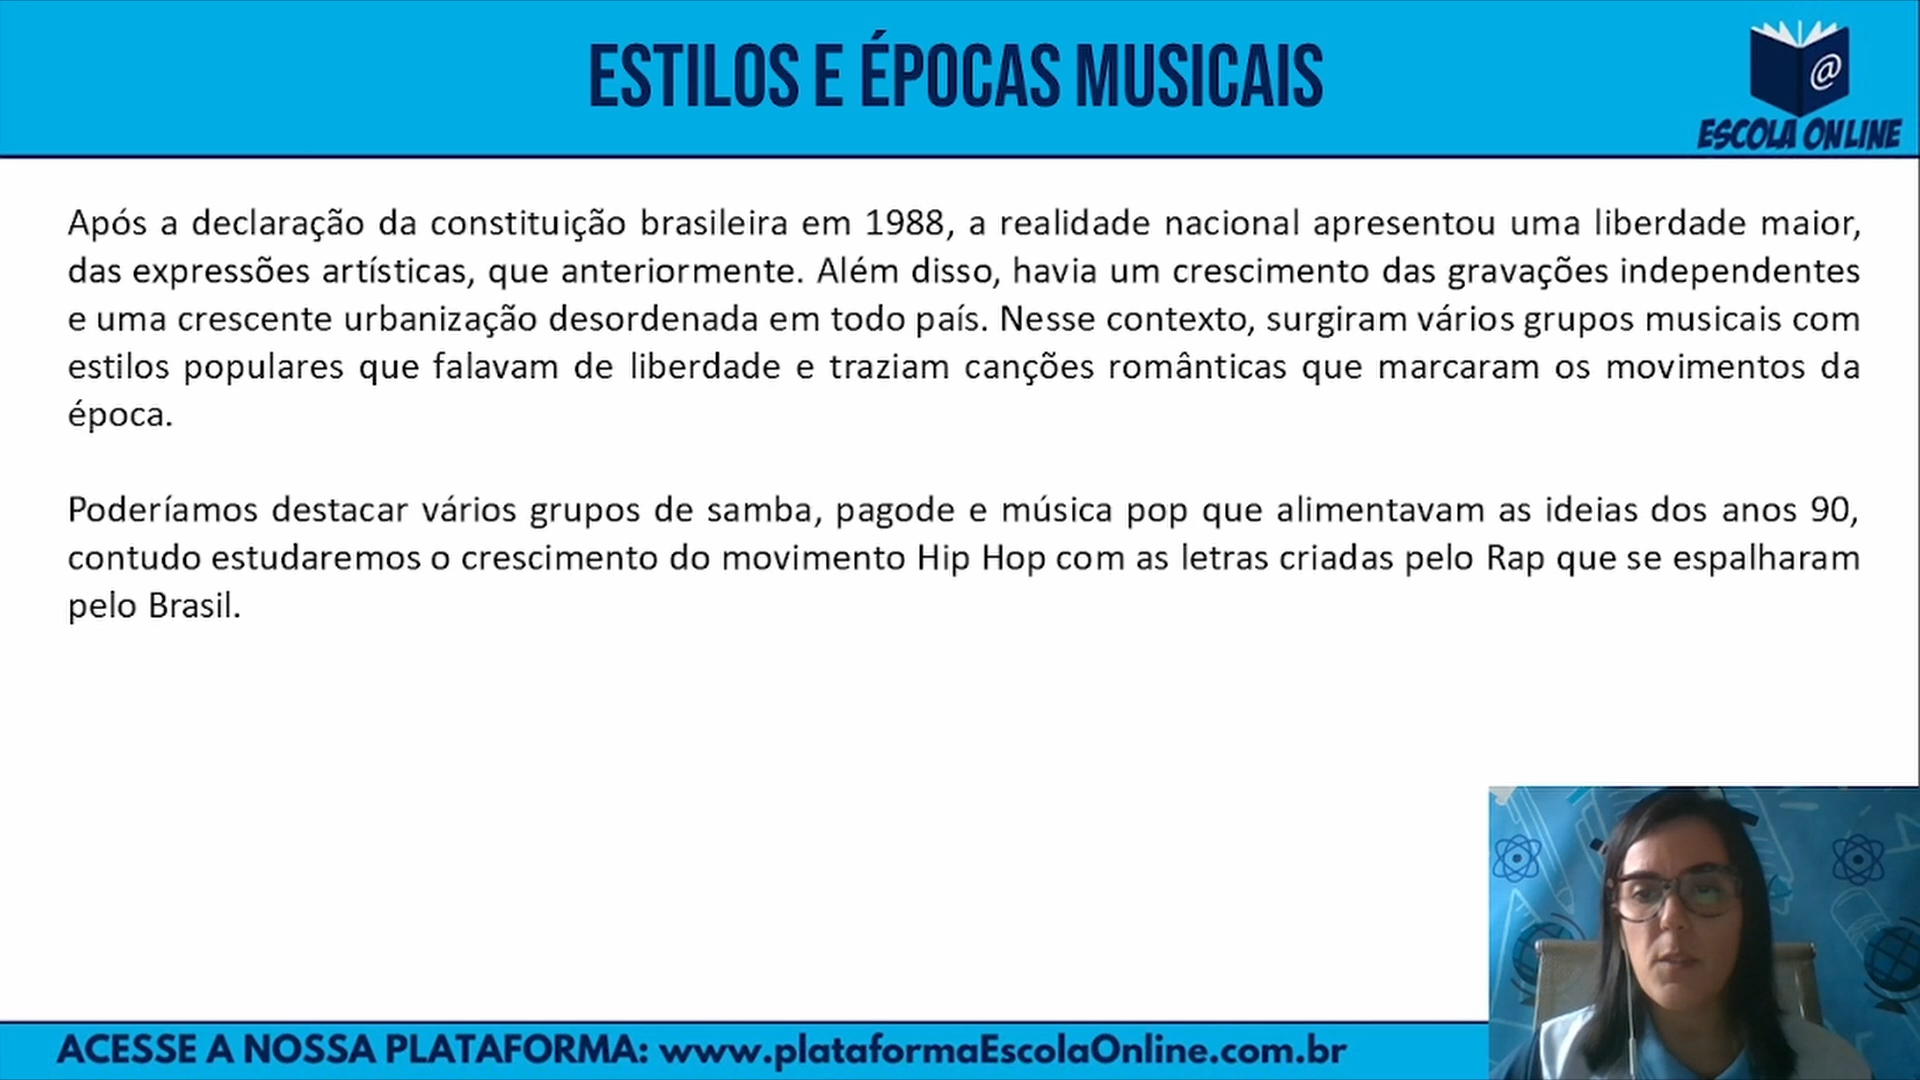 ESTILOS E ÉPOCAS MUSICAIS
@
ESCOLA ONLINE
Após a declaração da constituição brasileira em 1988, a realidade nacional apresentou uma liberdade maior,
das expressões artísticas, que anteriormente. Além disso, havia um crescimento das gravações independentes
e uma crescente urbanização desordenada em todo país. Nesse contexto, surgiram vários grupos musicais com
estilos populares que falavam de liberdade e traziam canções românticas que marcaram os movimentos da
época.
Poderíamos destacar vários grupos de samba, pagode e música pop que alimentavam as ideias dos anos 90,
contudo estudaremos o crescimento do movimento Hip Hop com as letras criadas pelo Rap que se espalharam
pelo Brasil.
ACESSE A NOSSA PLATAFORMA: www.plataformaEscolaOnline.com.br